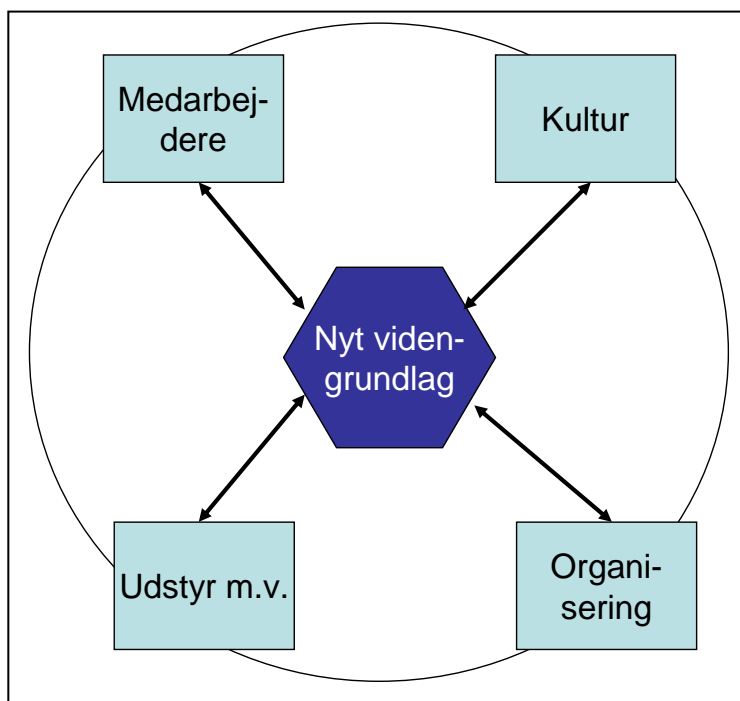 Medarbej-
dere
Kultur
Nyt viden-
grundlag
Udstyr m.v.
Organi-
sering